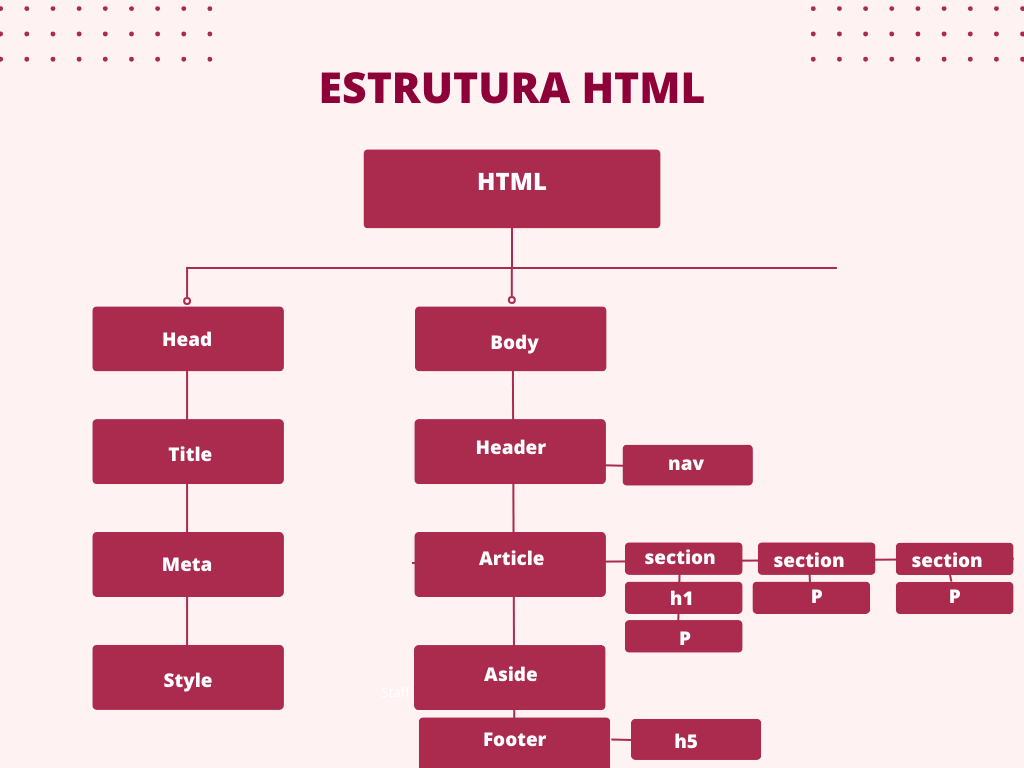 ESTRUTURA HTML
HTML
Head
Body
Title
Header
nav
Meta
Article
section
section
section
h1
P
P
P
Style
Aside
Footer
h5